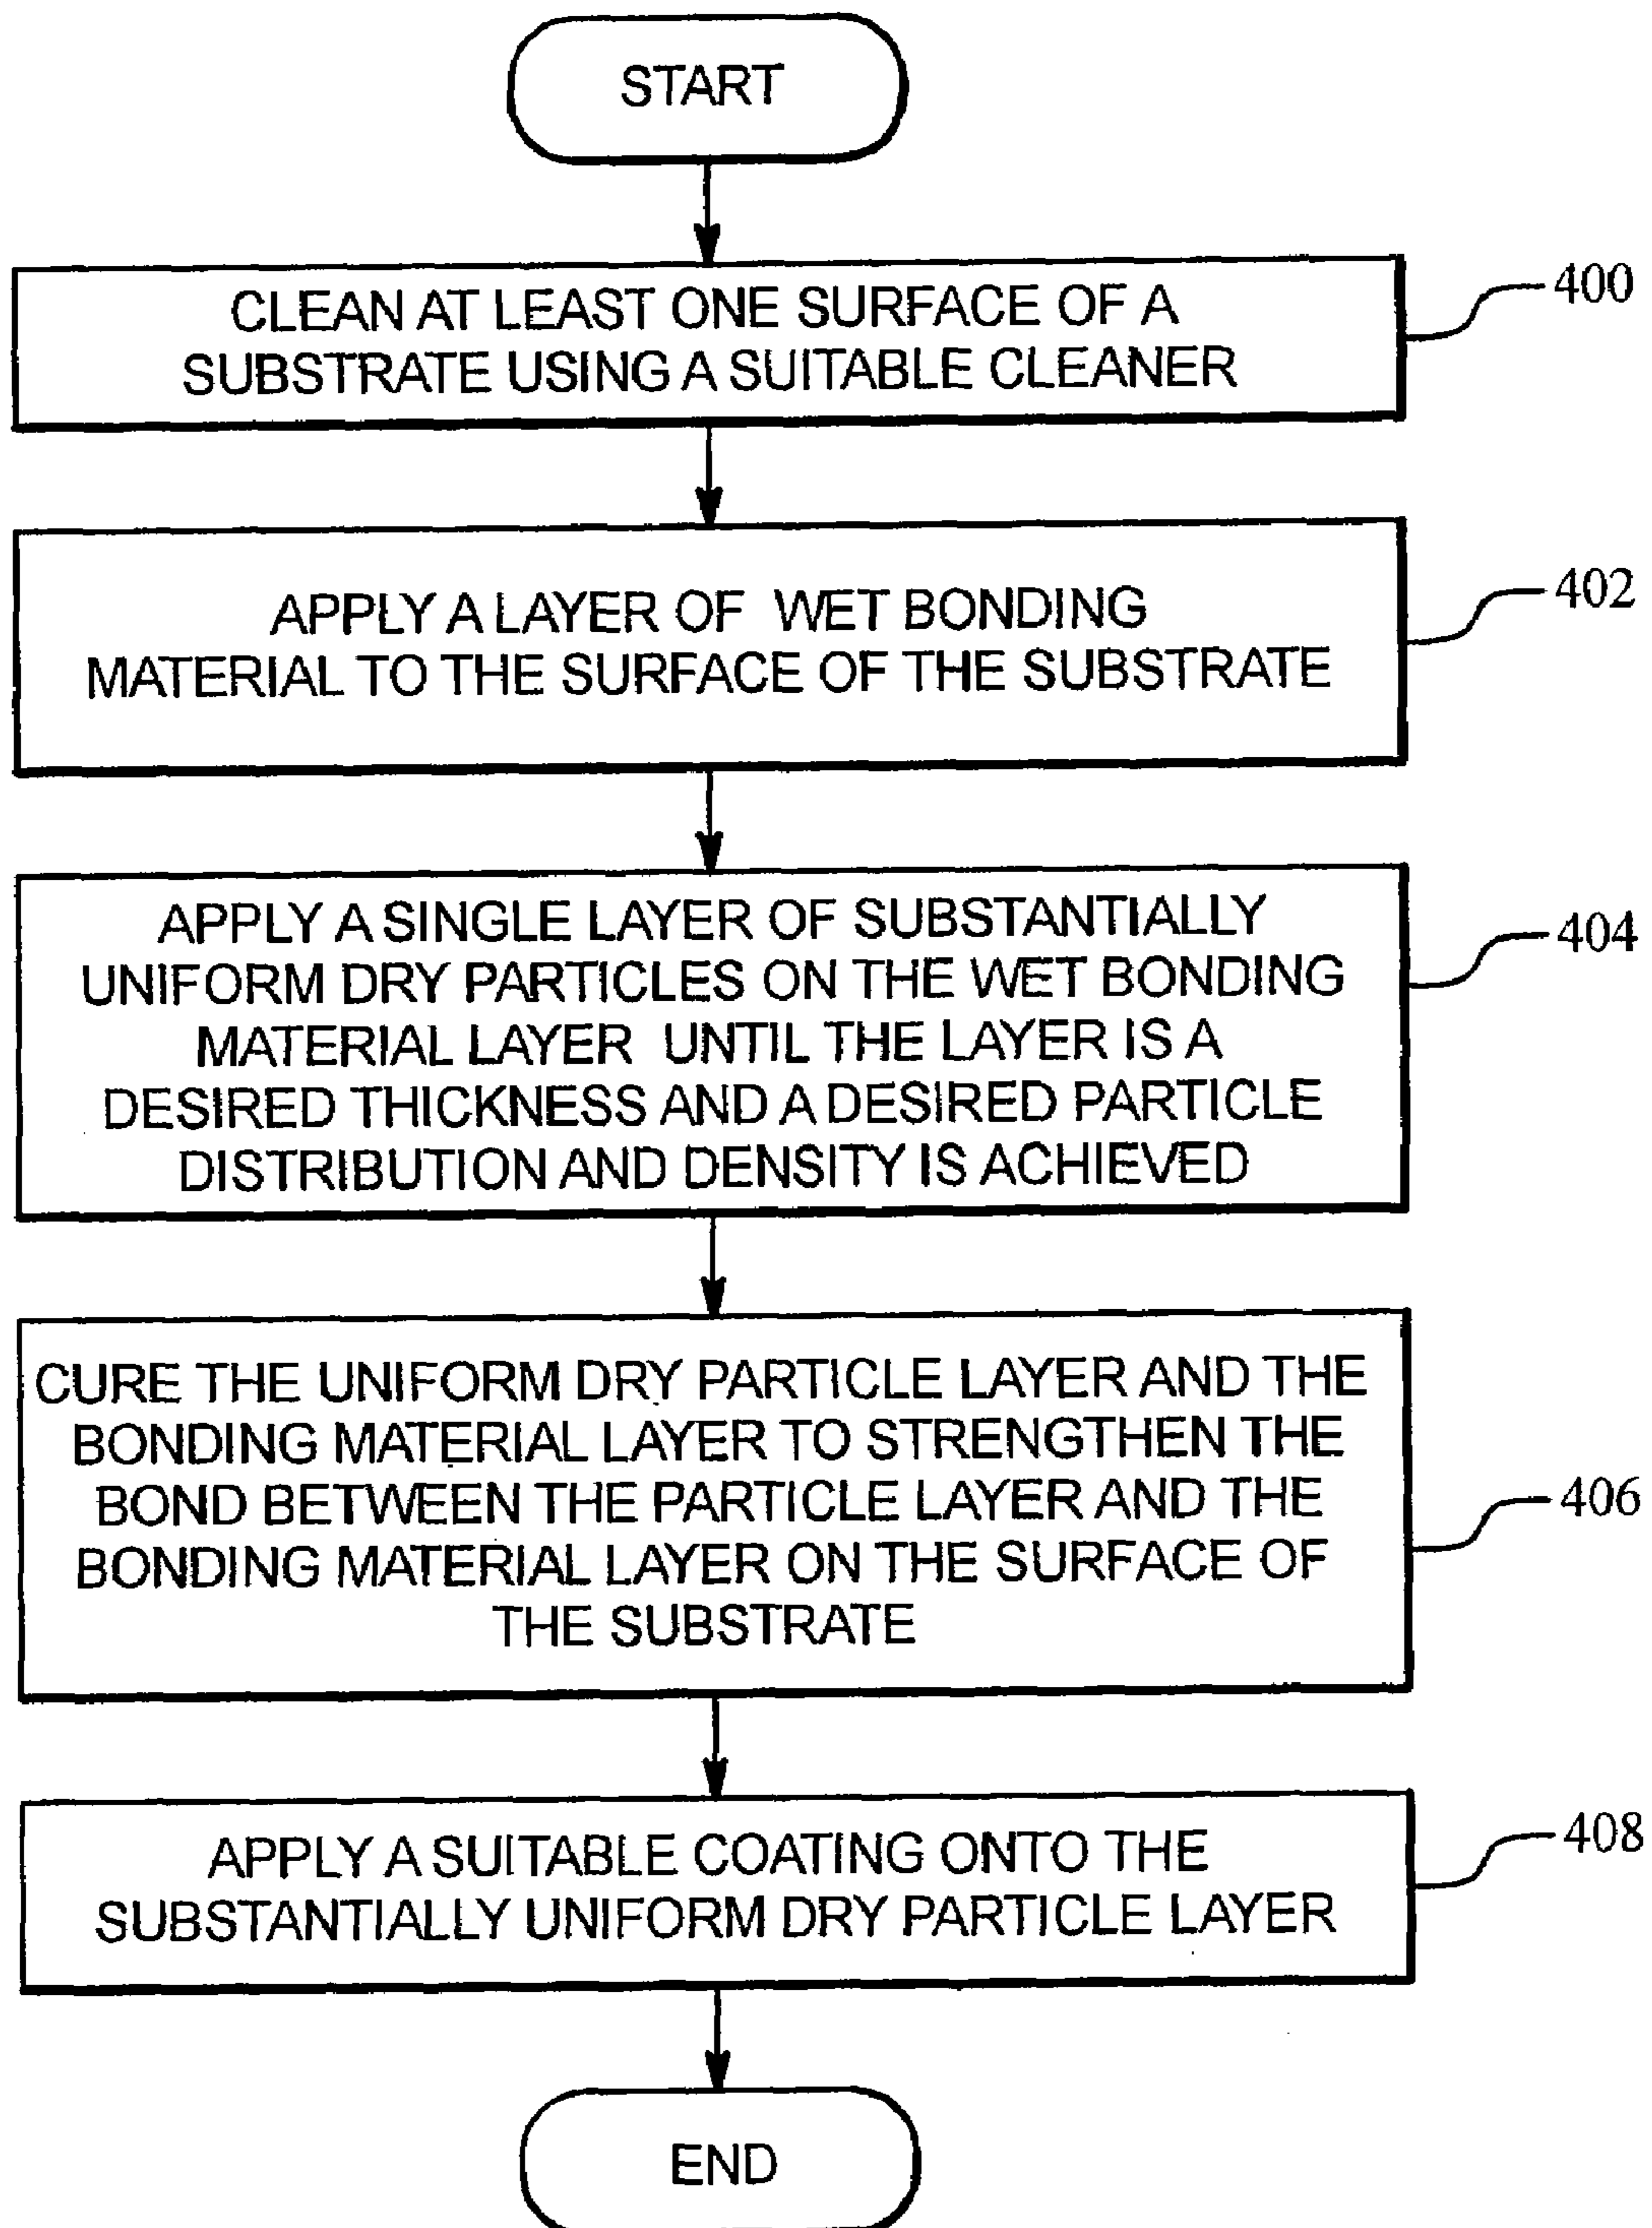 START
CLEAN AT LEAST ONE SURFACE OF A
SUBSTRATE USING A SUITABLE CLEANER
400
APPLY A LAYER OF WET BONDING
MATERIAL TO THE SURFACE OF THE SUBSTRATE
402
APPLY A SINGLE LAYER OF SUBSTANTIALLY
UNIFORM DRY PARTICLES ON THE WET BONDING
MATERIAL LAYER UNTIL THE LAYER IS A
DESIRED THICKNESS AND A DESIRED PARTICLE
DISTRIBUTION AND DENSITY IS ACHIEVED
404
CURE THE UNIFORM DRY PARTICLE LAYER AND THE
BONDING MATERIAL LAYER TO STRENGTHEN THE
BOND BETWEEN THE PARTICLE LAYER AND THE
BONDING MATERIAL LAYER ON THE SURFACE OF
THE SUBSTRATE
406
APPLY A SUITABLE COATING ONTO THE
SUBSTANTIALLY UNIFORM DRY PARTICLE LAYER
408
END